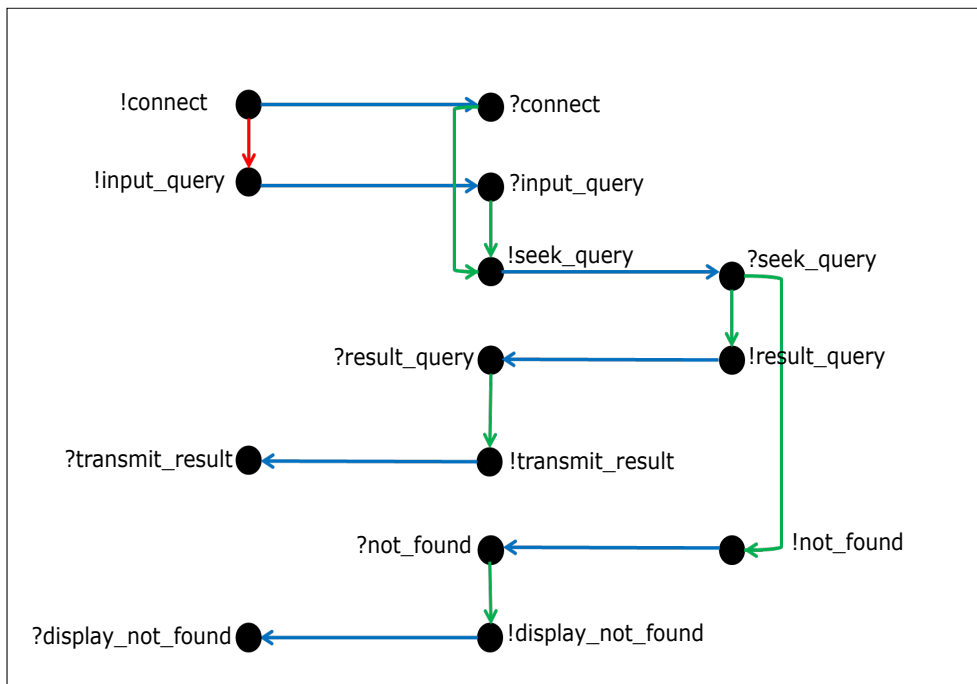 !connect
?connect
!input_query
?input_query
!seek_query
?seek_query
?result_query
!result_query
?transmit_result
!transmit_result
?not_found
!not_found
?display_not_found
!display_not_found